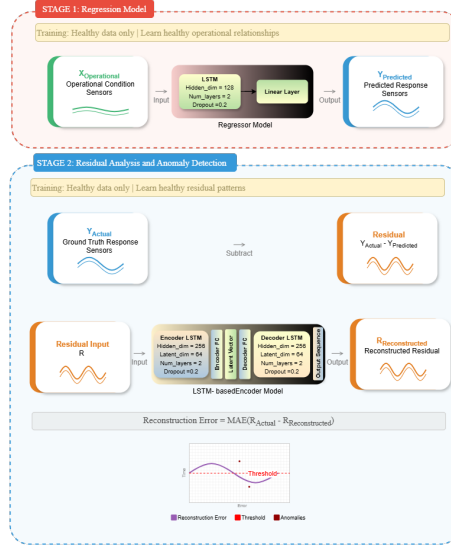 STAGE 1: Regression Model
Training: Healthy data only | Learn healthy operational relationships
XOperational
Operational Condition
Sensors
Input
LSTM
Hidden_dim = 128
Num_layers = 2
Dropout =0.2
Linear Layer
Regressor Model
Output
YPredicted
Predicted Response
Sensors
STAGE 2: Residual Analysis and Anomaly Detection
Training: Healthy data only | Learn healthy residual patterns
YActual
Ground Truth Response
Sensors
Subtract
Residual
YActual - YPredicted
Residual Input
R
Input
Encoder LSTM
Hidden_dim = 256
Latent_dim = 64
Num_layers = 2
Dropout =0.2
Encoder FC
Latent Vector
Decoder FC
Decoder LSTM
Hidden_dim = 256
Latent_dim = 64
Num_layers = 2
Dropout =0.2
Output Sequence
LSTM- basedEncoder Model
Output
RReconstructed
Reconstructed Residual
Reconstruction Error = MAE(RActual - RReconstructed)
Threshold
Error
Reconstruction Error
Threshold
Anomalies